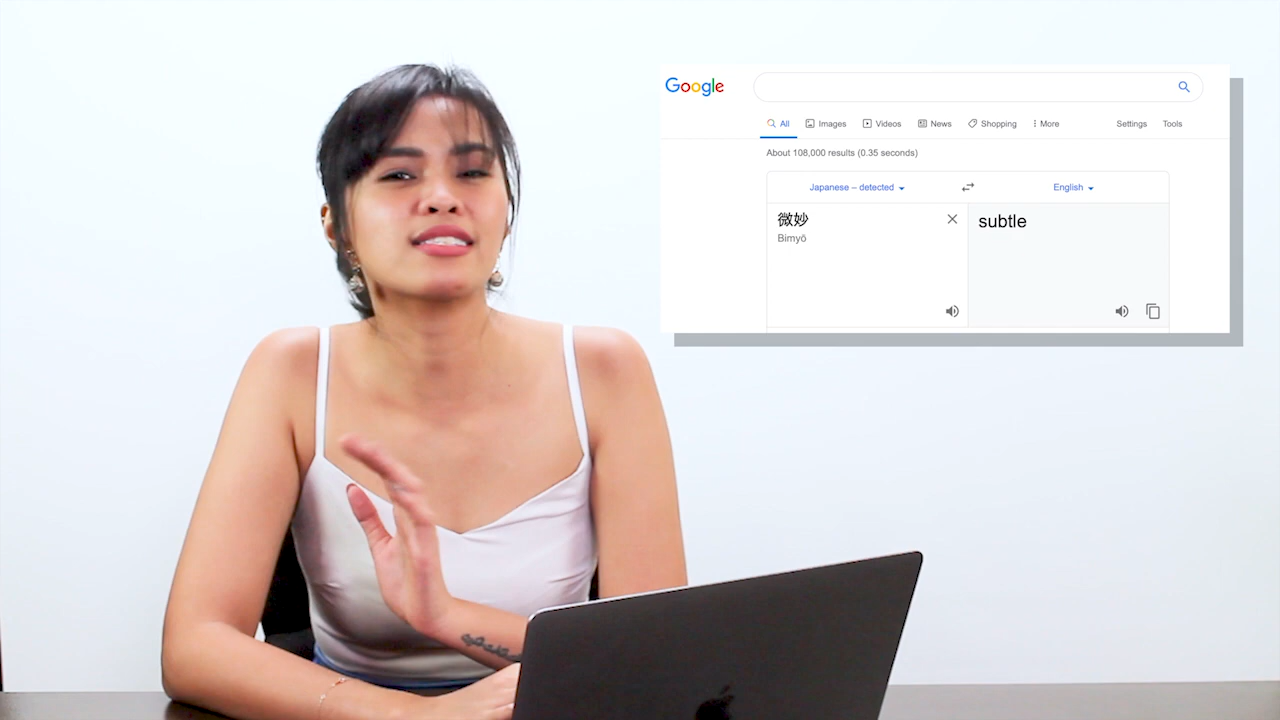 Google
All Images Videos News Shopping More Settings Tools
About 108,000 results (0.35 seconds)
Japanese – detected English
微妙 subtle
Bimyō